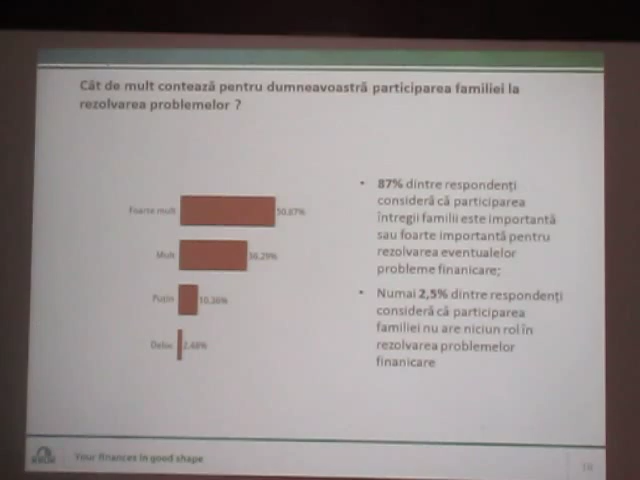 Cât de mult contează pentru dumneavoastră participarea familiei la
rezolvarea problemelor ?
Foarte mult 50,87%
Mult 36,29%
Puțin 10,36%
Deloc 2,48%
• 87% dintre respondenți
consideră că participarea
întregii familii este importantă
sau foarte importantă pentru
rezolvarea eventualelor
probleme finanicare;
• Numai 2,5% dintre respondenți
consideră că participarea
familiei nu are niciun rol în
rezolvarea problemelor
finanicare
Your finances in good shape